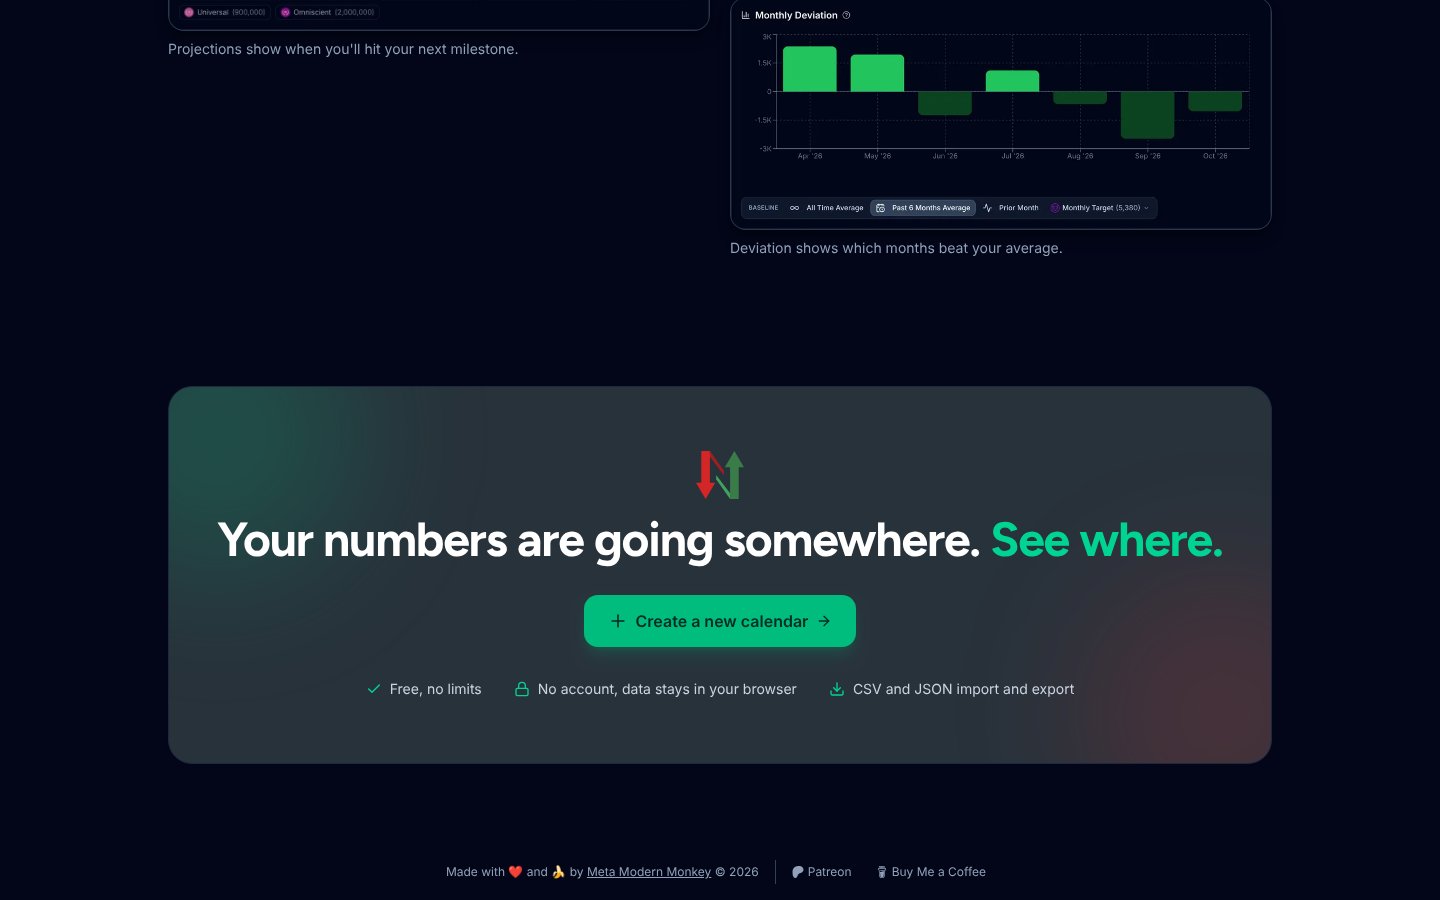 Universal (900,000) Omniscient (2,000,000)
Projections show when you'll hit your next milestone.
Monthly Deviation
3K
1.5K
0
-1.5K
-3K
Apr '26 May '26 Jun '26 Jul '26 Aug '26 Sep '26 Oct '26
BASELINE All Time Average Past 6 Months Average Prior Month Monthly Target (5,380)
Deviation shows which months beat your average.
Your numbers are going somewhere. See where.
Create a new calendar
Free, no limits No account, data stays in your browser CSV and JSON import and export
Made with ❤️ and 🍌 by Meta Modern Monkey © 2026 Patreon Buy Me a Coffee